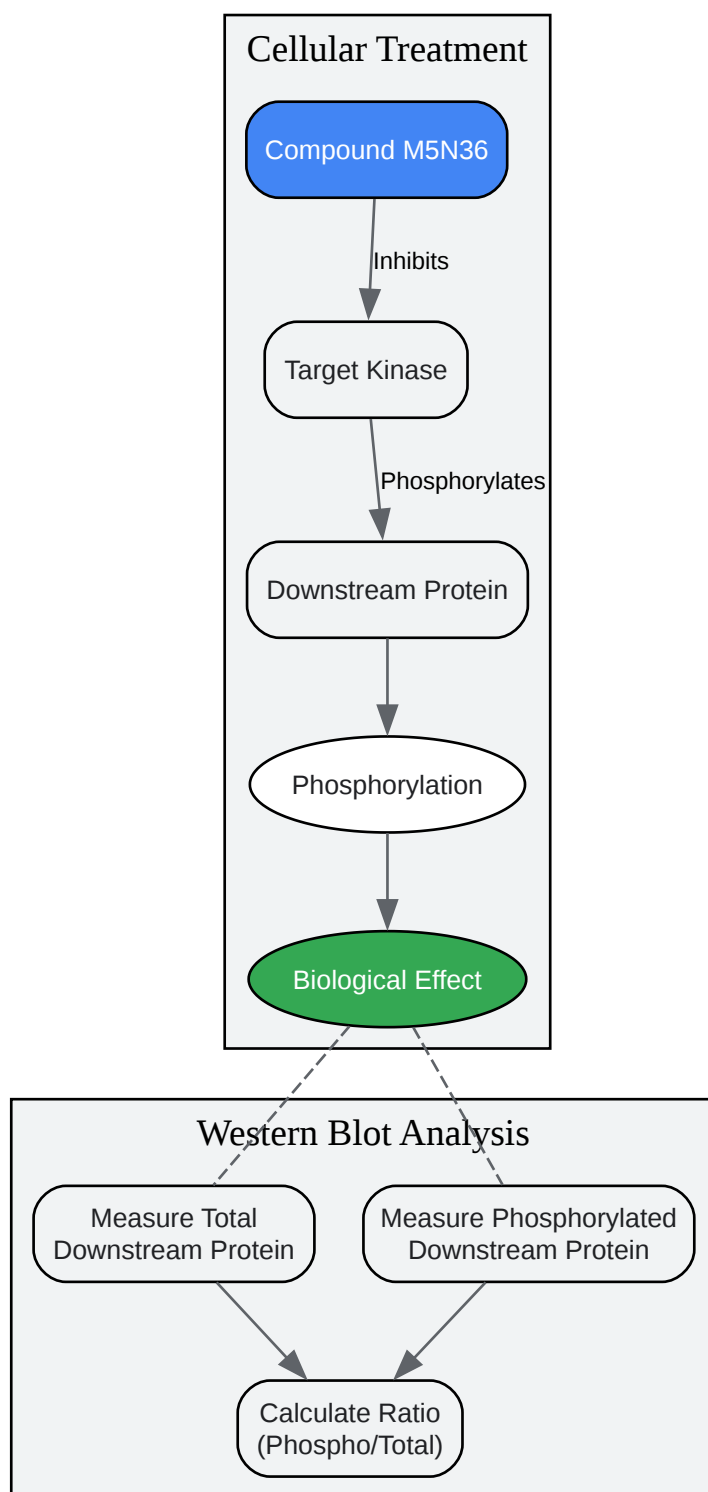 Cellular Treatment
Compound M5N36
Inhibits
Target Kinase
Phosphorylates
Downstream Protein
Phosphorylation
Biological Effect
Western Blot Analysis
Measure Total
Downstream Protein
Measure Phosphorylated
Downstream Protein
Calculate Ratio
(Phospho/Total)